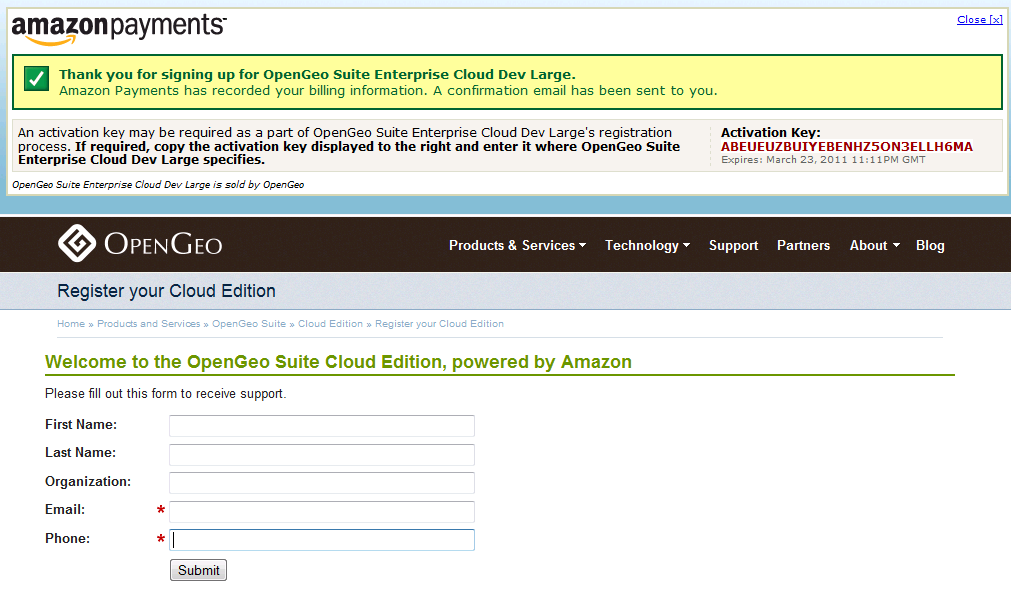 amazonpayments
Close [x]
Thank you for signing up for OpenGeo Suite Enterprise Cloud Dev Large.
Amazon Payments has recorded your billing information. A confirmation email has been sent to you.
An activation key may be required as a part of OpenGeo Suite Enterprise Cloud Dev Large's registration
process. If required, copy the activation key displayed to the right and enter it where OpenGeo Suite
Enterprise Cloud Dev Large specifies.
Activation Key:
ABEUEUZBUIYEBENHZ5ON3ELLH6MA
Expires: March 23, 2011 11:11PM GMT
OpenGeo Suite Enterprise Cloud Dev Large is sold by OpenGeo
OPENGEO
Products & Services
Technology
Support
Partners
About
Blog
Register your Cloud Edition
Home » Products and Services » OpenGeo Suite » Cloud Edition » Register your Cloud Edition
Welcome to the OpenGeo Suite Cloud Edition, powered by Amazon
Please fill out this form to receive support.
First Name:
Last Name:
Organization:
Email: *
Phone: *
Submit